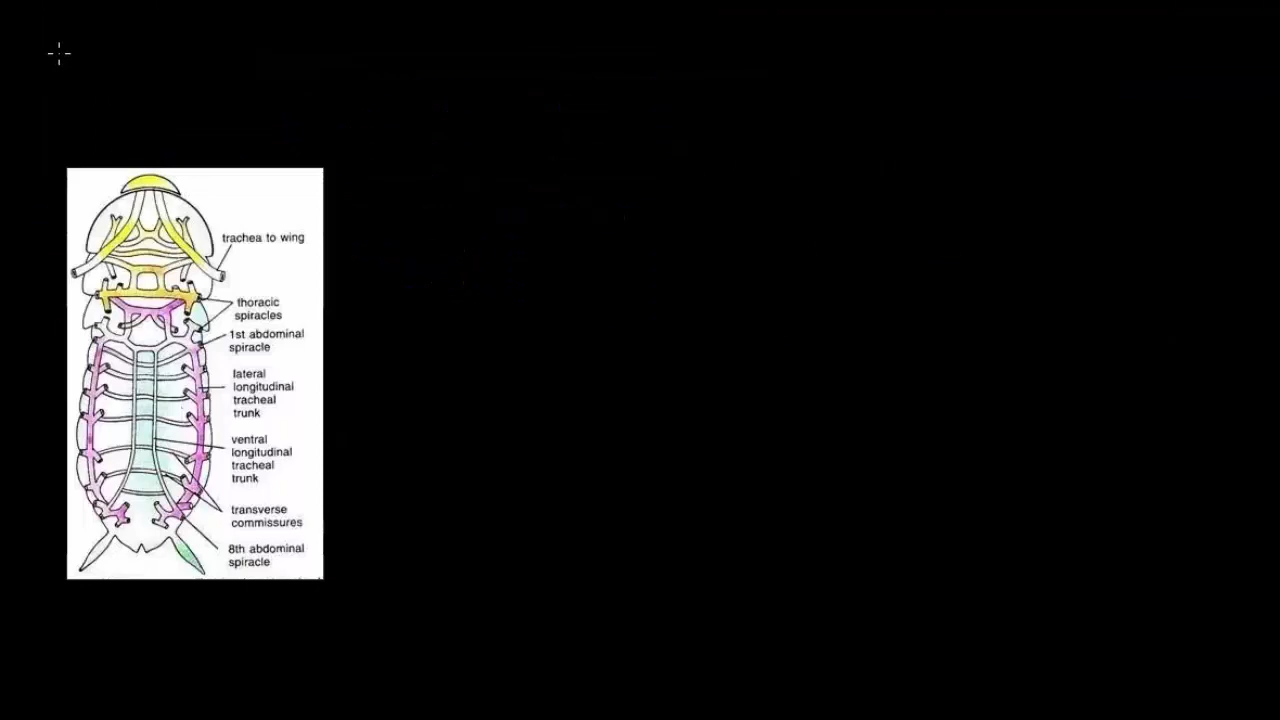 trachea to wing
thoracic
spiracles
1st abdominal
spiracle
lateral
longitudinal
tracheal
trunk
ventral
longitudinal
tracheal
trunk
transverse
commissures
8th abdominal
spiracle